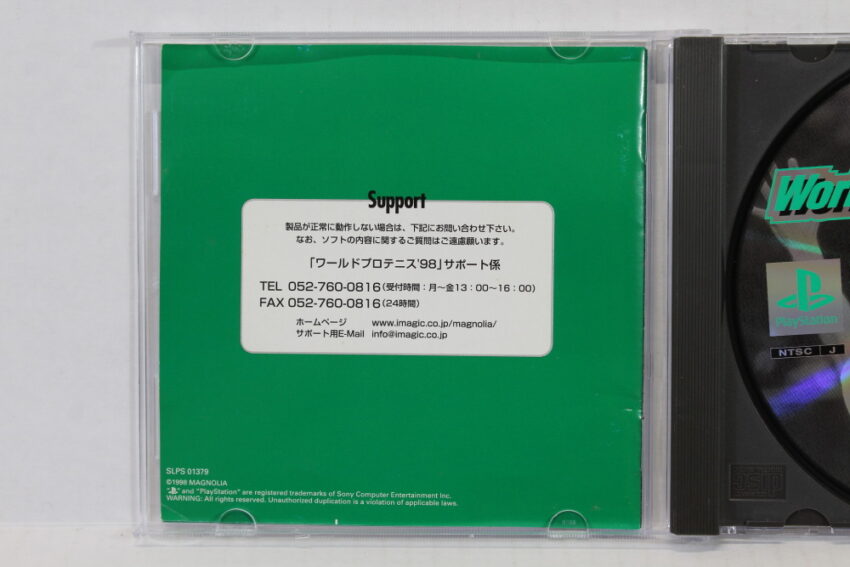 Support
製品が正常に動作しない場合は、下記にお問い合わせ下さい。
なお、ソフトの内容に関するご質問はご遠慮願います。
「ワールドプロテニス'98」サポート係
TEL 052-760-0816(受付時間：月〜金13：00〜16：00)
FAX 052-760-0816(24時間)
ホームページ www.imagic.co.jp/magnolia/
サポート用E-Mail info@imagic.co.jp
SLPS 01379
©1998 MAGNOLIA
" " and "PlayStation" are registered trademarks of Sony Computer Entertainment Inc.
WARNING: All rights reserved. Unauthorized duplication is a violation of applicable laws.
Worl
PlayStation
NTSC J